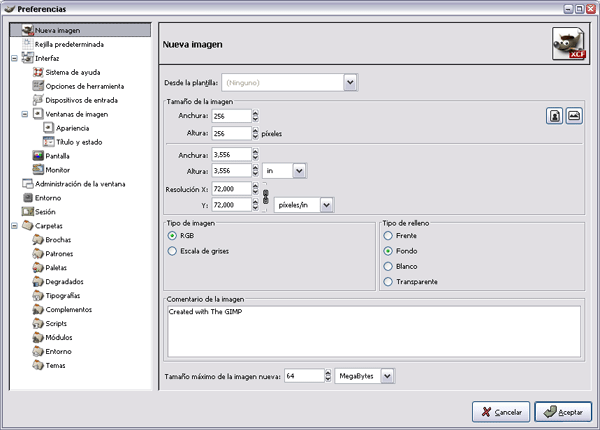 Preferencias
Nueva imagen
Rejilla predeterminada
Interfaz
Sistema de ayuda
Opciones de herramienta
Dispositivos de entrada
Ventanas de imagen
Apariencia
Título y estado
Pantalla
Monitor
Administración de la ventana
Entorno
Sesión
Carpetas
Brochas
Patrones
Paletas
Degradados
Tipografías
Complementos
Scripts
Módulos
Entorno
Temas
Nueva imagen
XCF
Desde la plantilla: (Ninguno)
Tamaño de la imagen
Anchura: 256
Altura: 256 píxeles
Anchura: 3,556
Altura: 3,556 in
Resolución X: 72,000
Y: 72,000 píxeles/in
Tipo de imagen
RGB
Escala de grises
Tipo de relleno
Frente
Fondo
Blanco
Transparente
Comentario de la imagen
Created with The GIMP
Tamaño máximo de la imagen nueva: 64 MegaBytes
Cancelar
Aceptar